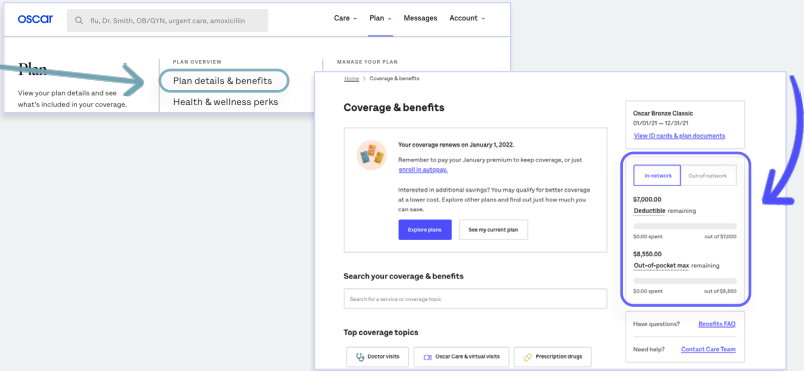 oscar
flu, Dr. Smith, OB/GYN, urgent care, amoxicillin
Care
Plan
Messages
Account
Plan
View your plan details and see
what's included in your coverage.
PLAN OVERVIEW
Plan details & benefits
Health & wellness perks
MANAGE YOUR PLAN
Home > Coverage & benefits
Coverage & benefits
Your coverage renews on January 1, 2022.
Remember to pay your January premium to keep coverage, or just
enroll in autopay.
Interested in additional savings? You may qualify for better coverage
at a lower cost. Explore other plans and find out just how much you
can save.
Explore plans
See my current plan
Search your coverage & benefits
Search for a service or coverage topic
Top coverage topics
Doctor visits
Oscar Care & virtual visits
Prescription drugs
Oscar Bronze Classic
01/01/21 – 12/31/21
View ID cards & plan documents
In-network
Out-of-network
$7,000.00
Deductible remaining
$0.00 spent
out of $7,000
$8,550.00
Out-of-pocket max remaining
$0.00 spent
out of $8,550
Have questions?
Benefits FAQ
Need help?
Contact Care Team